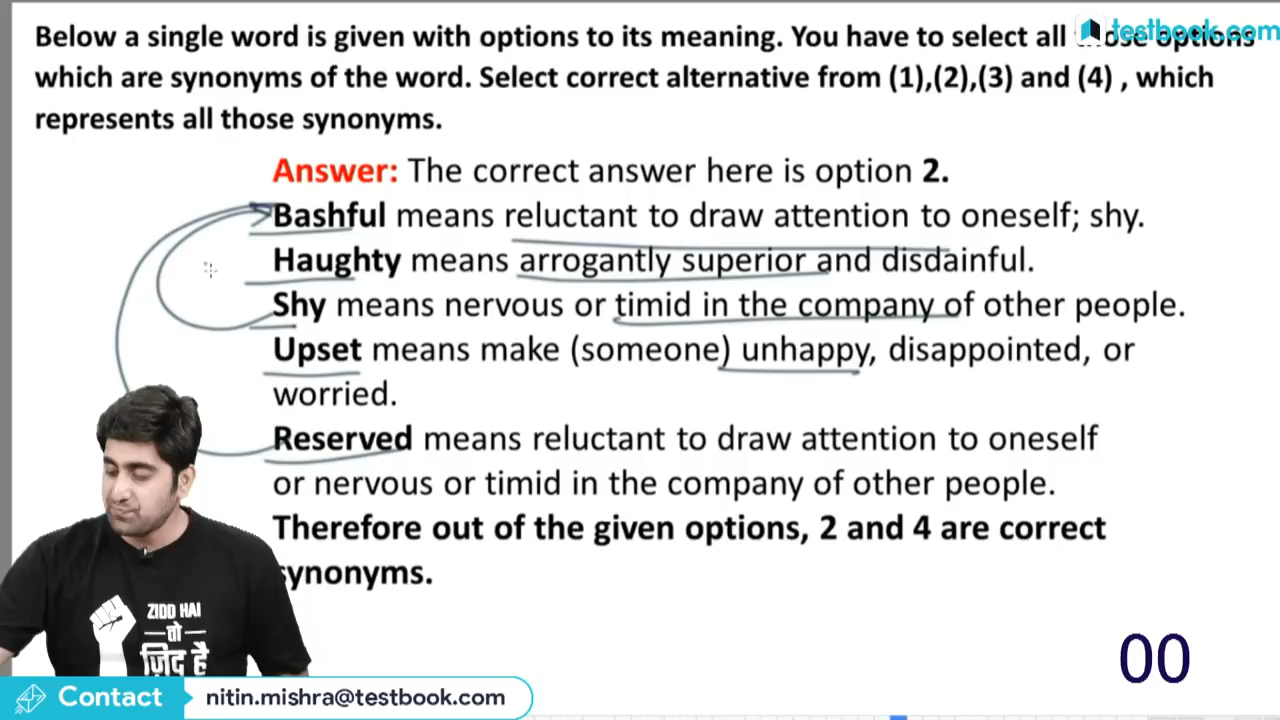 Below a single word is given with options to its meaning. You have to select all those options
which are synonyms of the word. Select correct alternative from (1),(2),(3) and (4) , which
represents all those synonyms.
testbook.com
Answer: The correct answer here is option 2.
Bashful means reluctant to draw attention to oneself; shy.
Haughty means arrogantly superior and disdainful.
Shy means nervous or timid in the company of other people.
Upset means make (someone) unhappy, disappointed, or
worried.
Reserved means reluctant to draw attention to oneself
or nervous or timid in the company of other people.
Therefore out of the given options, 2 and 4 are correct
synonyms.
ZIDD HAI
तो
ज़िद है
00
Contact nitin.mishra@testbook.com